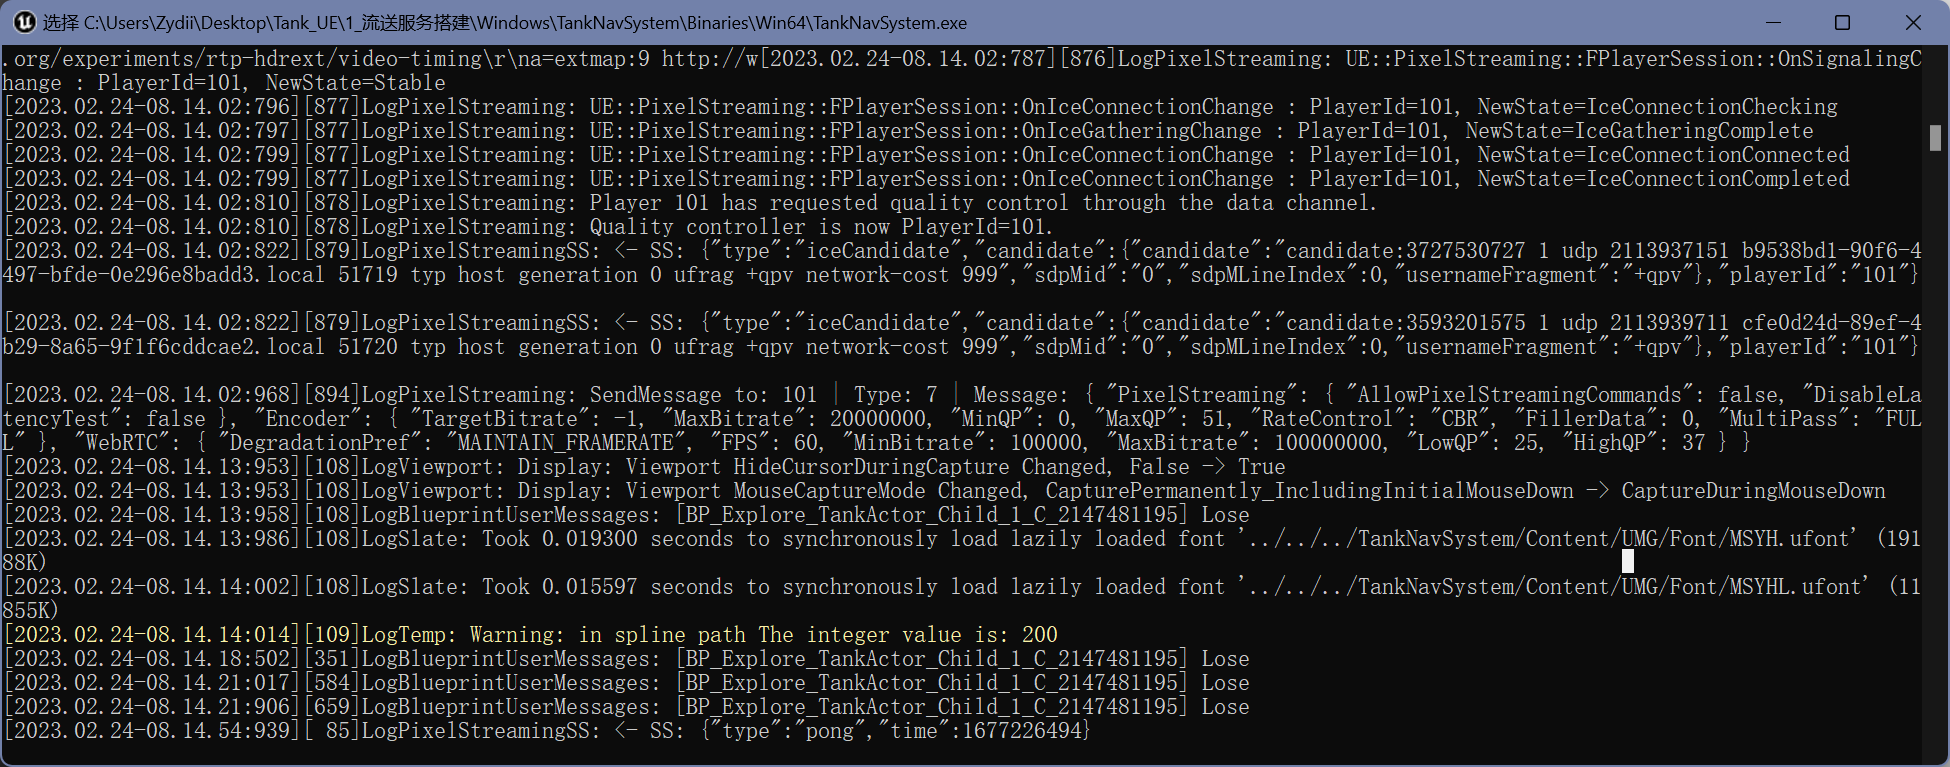 选择 C:\Users\Zydii\Desktop\Tank_UE\1_流送服务搭建\Windows\TankNavSystem\Binaries\Win64\TankNavSystem.exe
.org/experiments/rtp-hdrext/video-timing\r\na=extmap:9 http://w[2023.02.24-08.14.02:787][876]LogPixelStreaming: UE::PixelStreaming::FPlayerSession::OnSignalingC
hange : PlayerId=101, NewState=Stable
[2023.02.24-08.14.02:796][877]LogPixelStreaming: UE::PixelStreaming::FPlayerSession::OnIceConnectionChange : PlayerId=101, NewState=IceConnectionChecking
[2023.02.24-08.14.02:797][877]LogPixelStreaming: UE::PixelStreaming::FPlayerSession::OnIceGatheringChange : PlayerId=101, NewState=IceGatheringComplete
[2023.02.24-08.14.02:799][877]LogPixelStreaming: UE::PixelStreaming::FPlayerSession::OnIceConnectionChange : PlayerId=101, NewState=IceConnectionConnected
[2023.02.24-08.14.02:799][877]LogPixelStreaming: UE::PixelStreaming::FPlayerSession::OnIceConnectionChange : PlayerId=101, NewState=IceConnectionCompleted
[2023.02.24-08.14.02:810][878]LogPixelStreaming: Player 101 has requested quality control through the data channel.
[2023.02.24-08.14.02:810][878]LogPixelStreaming: Quality controller is now PlayerId=101.
[2023.02.24-08.14.02:822][879]LogPixelStreamingSS: <- SS: {"type":"iceCandidate","candidate":{"candidate":"candidate:3727530727 1 udp 2113937151 b9538bd1-90f6-4
497-bfde-0e296e8badd3.local 51719 typ host generation 0 ufrag +qpv network-cost 999","sdpMid":"0","sdpMLineIndex":0,"usernameFragment":"+qpv"},"playerId":"101"}
[2023.02.24-08.14.02:822][879]LogPixelStreamingSS: <- SS: {"type":"iceCandidate","candidate":{"candidate":"candidate:3593201575 1 udp 2113939711 cfe0d24d-89ef-4
b29-8a65-9f1f6cddcae2.local 51720 typ host generation 0 ufrag +qpv network-cost 999","sdpMid":"0","sdpMLineIndex":0,"usernameFragment":"+qpv"},"playerId":"101"}
[2023.02.24-08.14.02:968][894]LogPixelStreaming: SendMessage to: 101 | Type: 7 | Message: { "PixelStreaming": { "AllowPixelStreamingCommands": false, "DisableLa
tencyTest": false }, "Encoder": { "TargetBitrate": -1, "MaxBitrate": 20000000, "MinQP": 0, "MaxQP": 51, "RateControl": "CBR", "FillerData": 0, "MultiPass": "FUL
L" }, "WebRTC": { "DegradationPref": "MAINTAIN_FRAMERATE", "FPS": 60, "MinBitrate": 100000, "MaxBitrate": 100000000, "LowQP": 25, "HighQP": 37 } }
[2023.02.24-08.14.13:953][108]LogViewport: Display: Viewport HideCursorDuringCapture Changed, False -> True
[2023.02.24-08.14.13:953][108]LogViewport: Display: Viewport MouseCaptureMode Changed, CapturePermanently_IncludingInitialMouseDown -> CaptureDuringMouseDown
[2023.02.24-08.14.13:958][108]LogBlueprintUserMessages: [BP_Explore_TankActor_Child_1_C_2147481195] Lose
[2023.02.24-08.14.13:986][108]LogSlate: Took 0.019300 seconds to synchronously load lazily loaded font '../../../TankNavSystem/Content/UMG/Font/MSYH.ufont' (191
88K)
[2023.02.24-08.14.14:002][108]LogSlate: Took 0.015597 seconds to synchronously load lazily loaded font '../../../TankNavSystem/Content/UMG/Font/MSYHL.ufont' (11
855K)
[2023.02.24-08.14.14:014][109]LogTemp: Warning: in spline path The integer value is: 200
[2023.02.24-08.14.18:502][351]LogBlueprintUserMessages: [BP_Explore_TankActor_Child_1_C_2147481195] Lose
[2023.02.24-08.14.21:017][584]LogBlueprintUserMessages: [BP_Explore_TankActor_Child_1_C_2147481195] Lose
[2023.02.24-08.14.21:906][659]LogBlueprintUserMessages: [BP_Explore_TankActor_Child_1_C_2147481195] Lose
[2023.02.24-08.14.54:939][ 85]LogPixelStreamingSS: <- SS: {"type":"pong","time":1677226494}